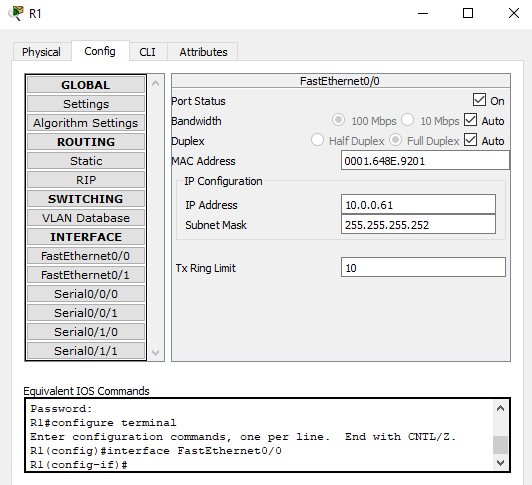 R1
Physical Config CLI Attributes
GLOBAL
Settings
Algorithm Settings
ROUTING
Static
RIP
SWITCHING
VLAN Database
INTERFACE
FastEthernet0/0
FastEthernet0/1
Serial0/0/0
Serial0/0/1
Serial0/1/0
Serial0/1/1
FastEthernet0/0
Port Status On
Bandwidth 100 Mbps 10 Mbps Auto
Duplex Half Duplex Full Duplex Auto
MAC Address 0001.648E.9201
IP Configuration
IP Address 10.0.0.61
Subnet Mask 255.255.255.252
Tx Ring Limit 10
Equivalent IOS Commands
Password:
R1#configure terminal
Enter configuration commands, one per line. End with CNTL/Z.
R1(config)#interface FastEthernet0/0
R1(config-if)#